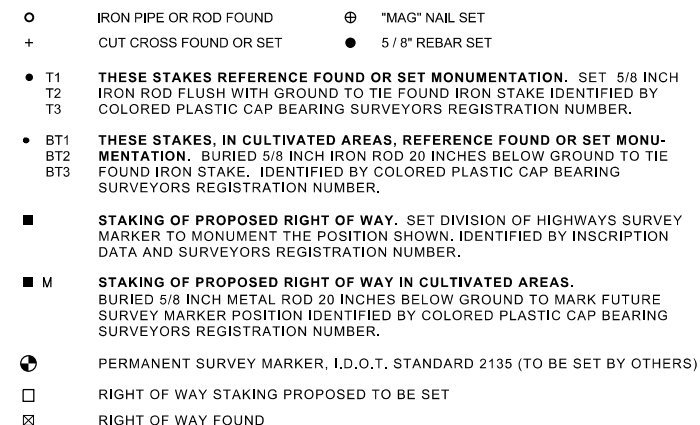 IRON PIPE OR ROD FOUND "MAG" NAIL SET
+ CUT CROSS FOUND OR SET 5 / 8" REBAR SET
T1 THESE STAKES REFERENCE FOUND OR SET MONUMENTATION. SET 5/8 INCH
T2 IRON ROD FLUSH WITH GROUND TO TIE FOUND IRON STAKE IDENTIFIED BY
T3 COLORED PLASTIC CAP BEARING SURVEYORS REGISTRATION NUMBER.
BT1 THESE STAKES, IN CULTIVATED AREAS, REFERENCE FOUND OR SET MONU-
BT2 MENTATION. BURIED 5/8 INCH IRON ROD 20 INCHES BELOW GROUND TO TIE
BT3 FOUND IRON STAKE. IDENTIFIED BY COLORED PLASTIC CAP BEARING
SURVEYORS REGISTRATION NUMBER.
STAKING OF PROPOSED RIGHT OF WAY. SET DIVISION OF HIGHWAYS SURVEY
MARKER TO MONUMENT THE POSITION SHOWN. IDENTIFIED BY INSCRIPTION
DATA AND SURVEYORS REGISTRATION NUMBER.
M STAKING OF PROPOSED RIGHT OF WAY IN CULTIVATED AREAS.
BURIED 5/8 INCH METAL ROD 20 INCHES BELOW GROUND TO MARK FUTURE
SURVEY MARKER POSITION IDENTIFIED BY COLORED PLASTIC CAP BEARING
SURVEYORS REGISTRATION NUMBER.
PERMANENT SURVEY MARKER, I.D.O.T. STANDARD 2135 (TO BE SET BY OTHERS)
RIGHT OF WAY STAKING PROPOSED TO BE SET
RIGHT OF WAY FOUND